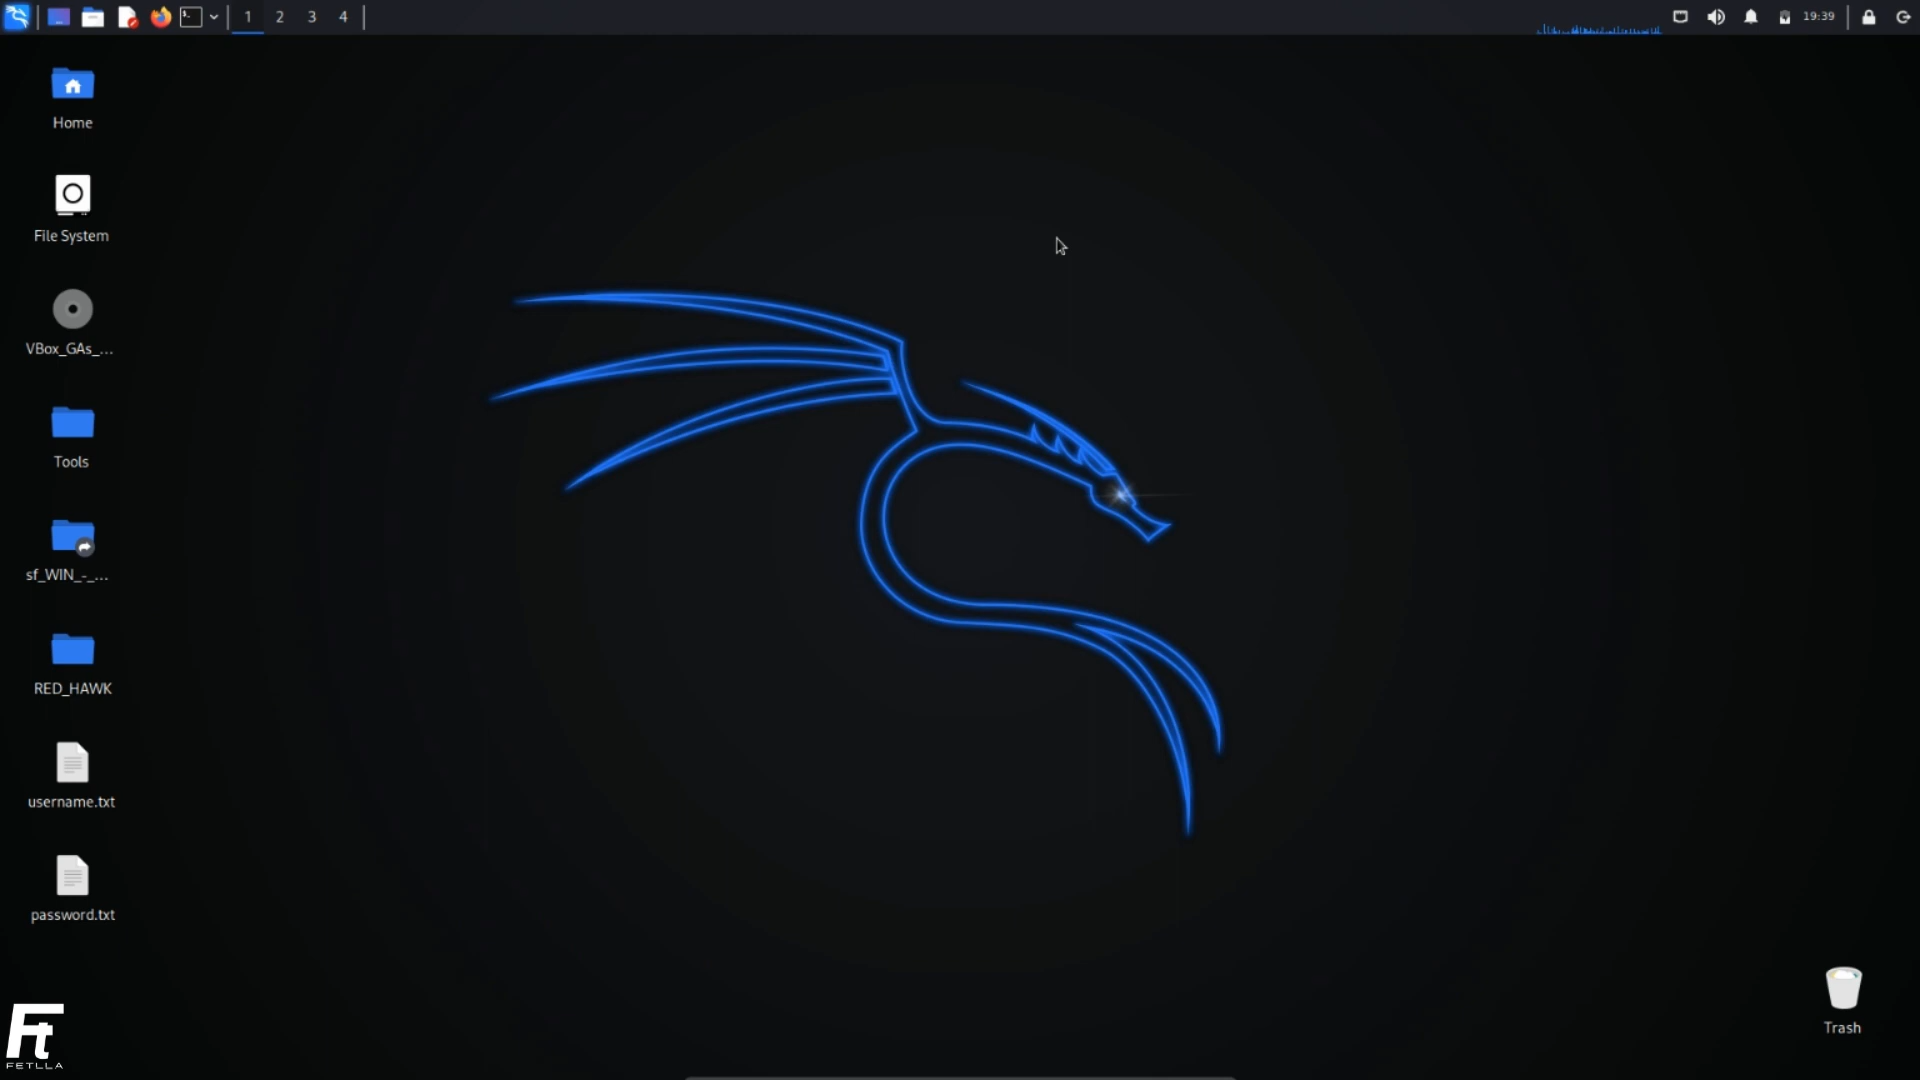 1 2 3 4
19:39
Home
File System
VBox_GAs_...
Tools
sf_WIN_-_...
RED_HAWK
username.txt
password.txt
Trash
Ft
FETLLA